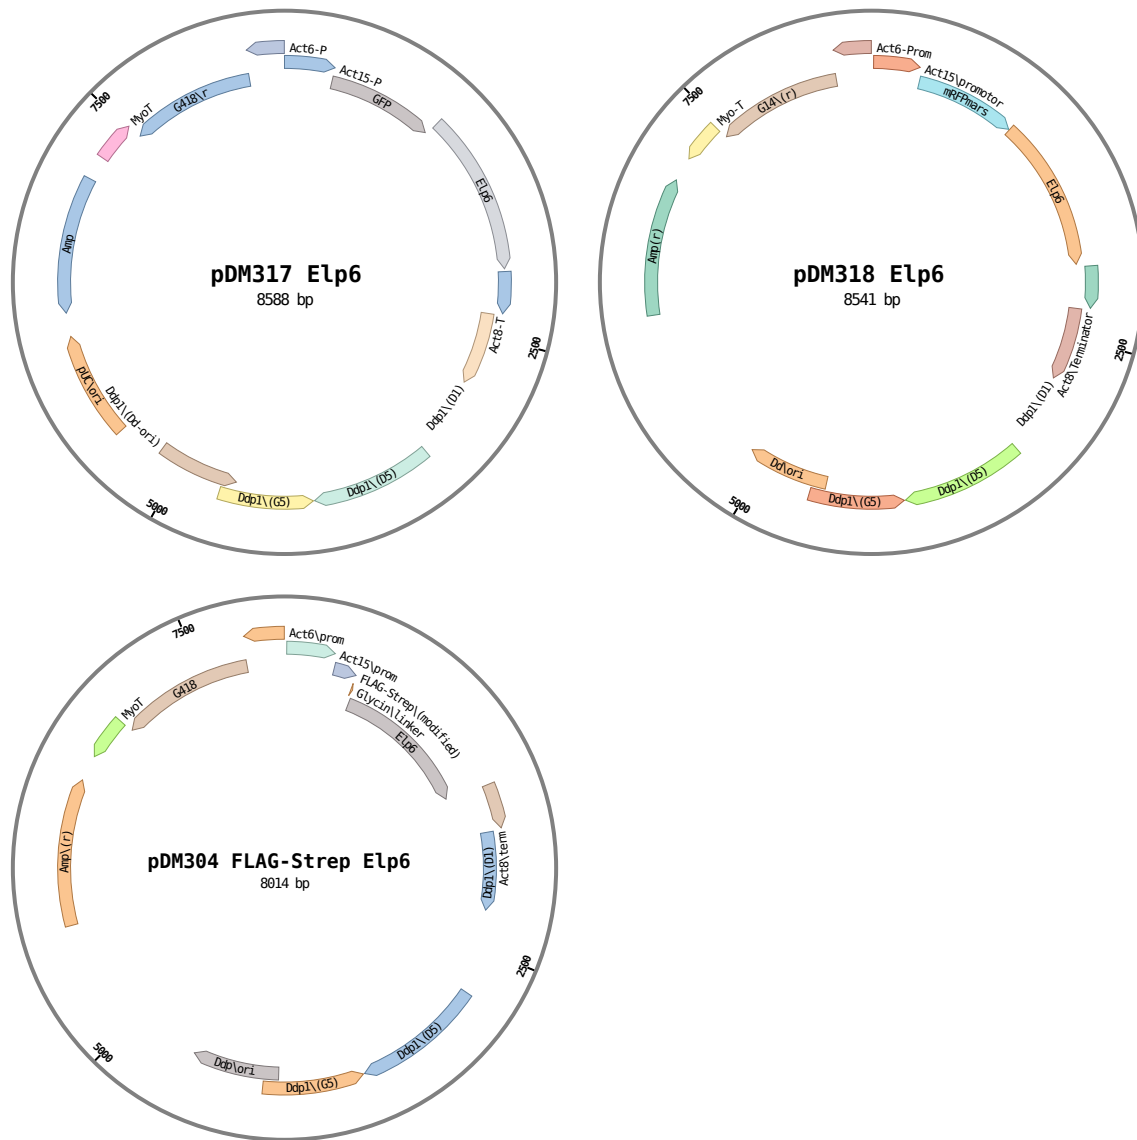 Act6-P
Act15-P
GFP
Elp6
Act8-T
Ddp1\(D1)
Ddp1\(D5)
Ddp1\(G5)
Ddp1\(Dd-ori)
pUC\ori
Amp
MyoT
G418\r
7500
2500
5000
pDM317 Elp6
8588 bp
Act6-Prom
Act15\promotor
mRFPmars
Elp6
Act8\Terminator
Ddp1\(D1)
Ddp1\(D5)
Ddp1\(G5)
Dd\ori
Amp(r)
Myo-T
G14\(r)
7500
2500
5000
pDM318 Elp6
8541 bp
Act6\prom
Act15\prom
FLAG-Strep\(modified)
Glycin\linker
Elp6
Act8\term
Ddp1\(D1)
Ddp1\(D5)
Ddp1\(G5)
Ddp\ori
Amp\(r)
MyoT
G418
7500
2500
5000
pDM304 FLAG-Strep Elp6
8014 bp